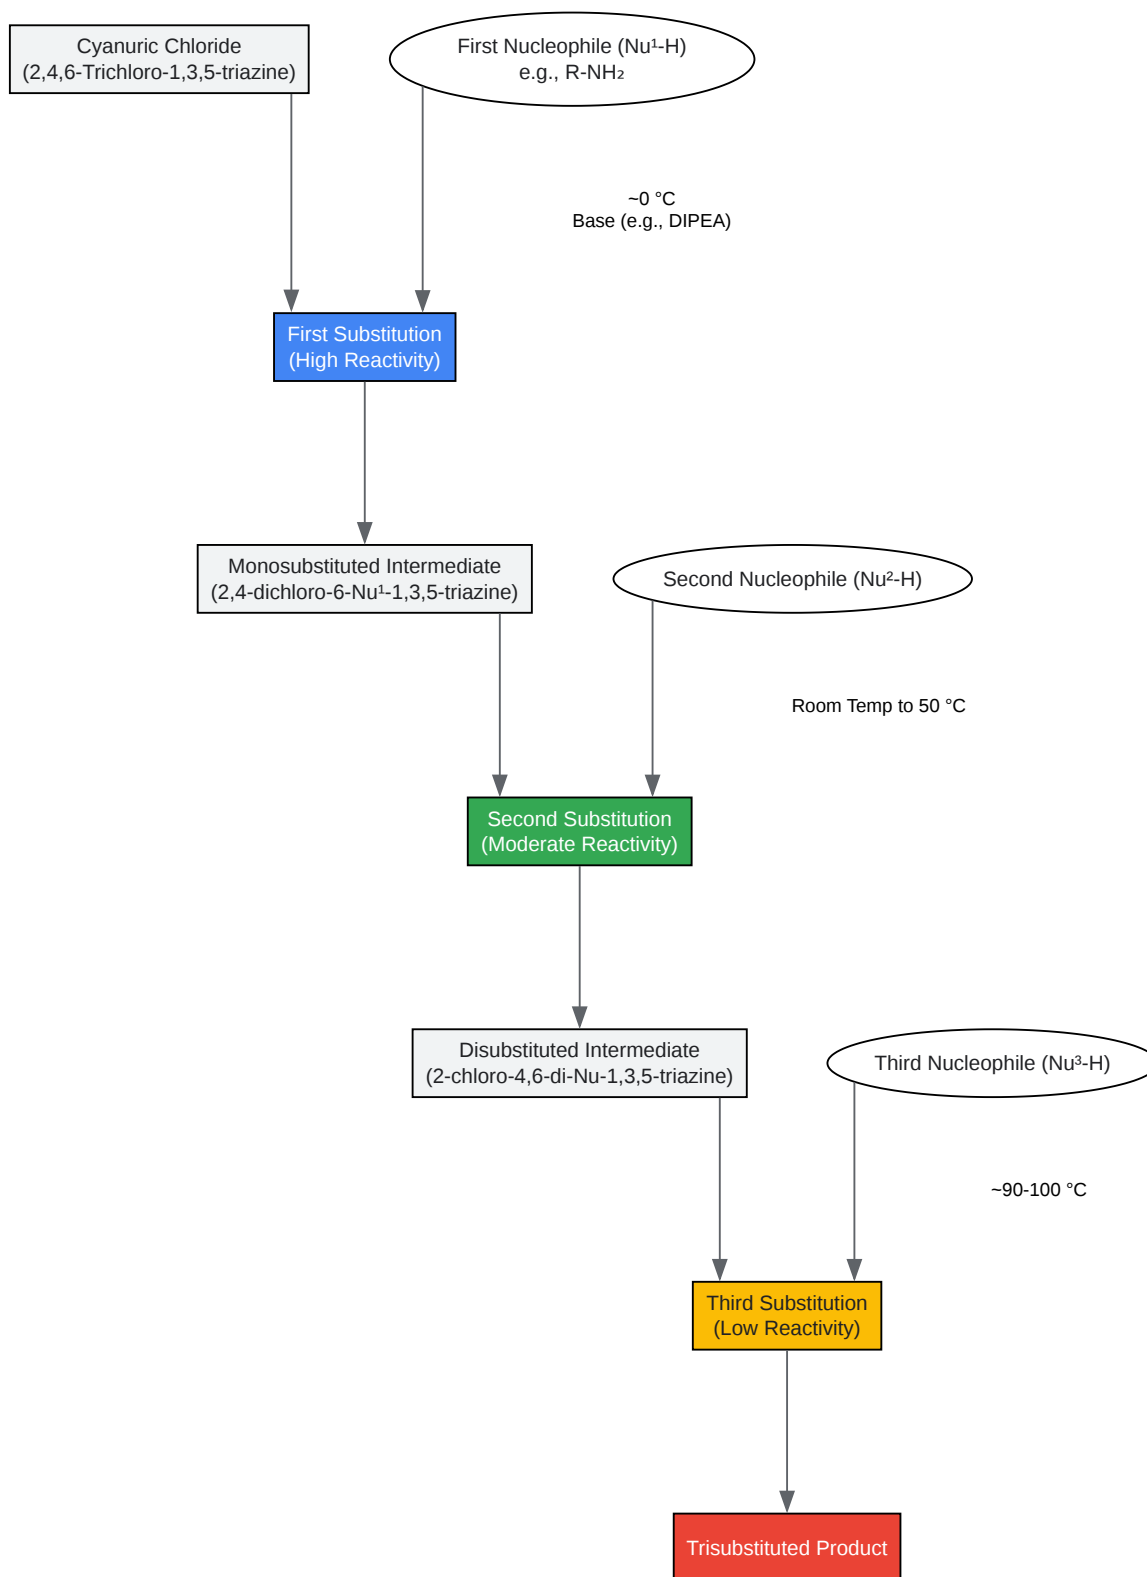 Cyanuric Chloride
(2,4,6-Trichloro-1,3,5-triazine)
First Nucleophile (Nu¹-H)
e.g., R-NH₂
~0 °C
Base (e.g., DIPEA)
First Substitution
(High Reactivity)
Monosubstituted Intermediate
(2,4-dichloro-6-Nu¹-1,3,5-triazine)
Second Nucleophile (Nu²-H)
Room Temp to 50 °C
Second Substitution
(Moderate Reactivity)
Disubstituted Intermediate
(2-chloro-4,6-di-Nu-1,3,5-triazine)
Third Nucleophile (Nu³-H)
~90-100 °C
Third Substitution
(Low Reactivity)
Trisubstituted Product